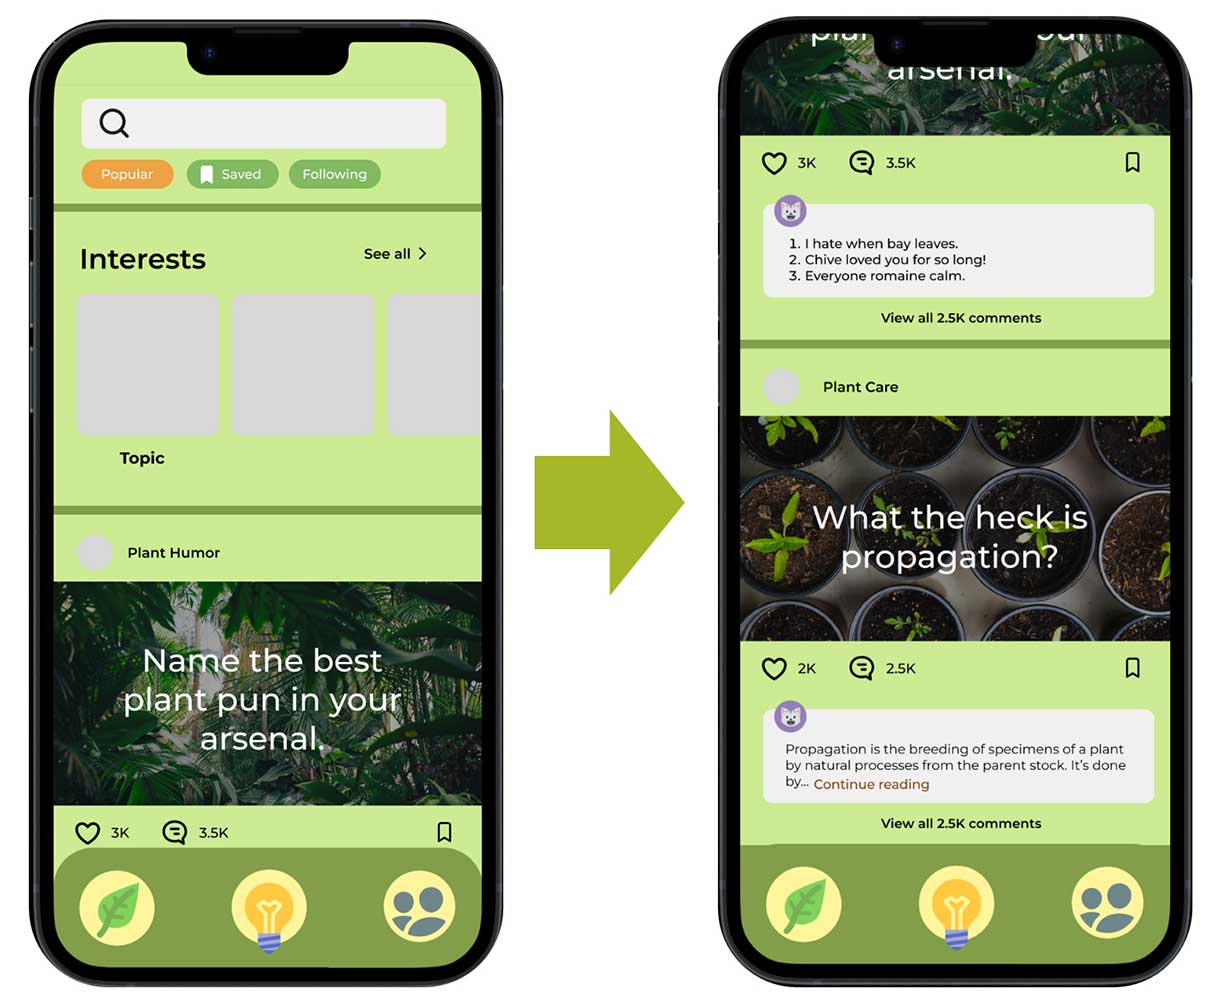 Popular
Saved
Following
Interests
See all
Topic
Plant Humor
Name the best
plant pun in your
arsenal.
3K
3.5K
plant pun in your
arsenal.
3K
3.5K
1. I hate when bay leaves.
2. Chive loved you for so long!
3. Everyone romaine calm.
View all 2.5K comments
Plant Care
What the heck is
propagation?
2K
2.5K
Propagation is the breeding of specimens of a plant
by natural processes from the parent stock. It's done
by... Continue reading
View all 2.5K comments